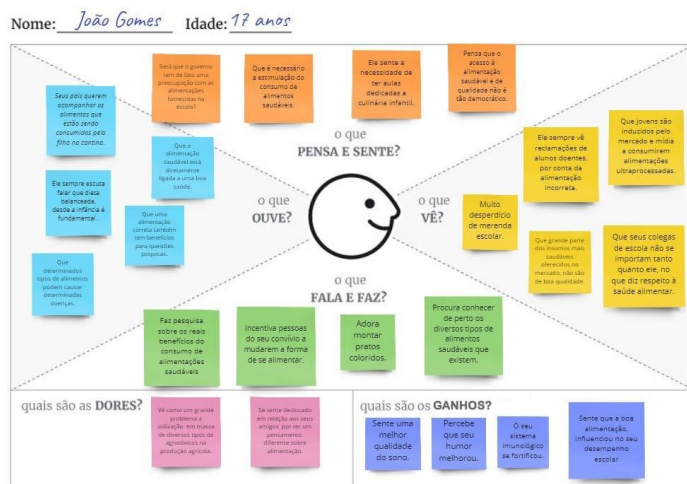 Nome: João Gomes Idade: 17 anos
Será que o governo
tem de fato uma
preocupação com as
alimentações
fornecidas na
escola?
Que é necessário
a estimulação do
consumo de
alimentos
saudáveis.
Ele sente a
necessidade de
ter aulas
dedicadas a
culinária infantil.
Pensa que o
acesso à
alimentação
saudável e de
qualidade não é
tão democrático.
o que
PENSA E SENTE?
Seus pais querem
acompanhar os
alimentos que
estão sendo
consumidos pelo
filho na cantina.
Que a
alimentação
saudável está
diretamente
ligada a uma boa
saúde.
Ele sempre escuta
falar que dieta
balanceada,
desde a infância é
fundamental .
Que uma
alimentação
correta também
tem benefícios
para questões
psíquicas.
Que
determinados
tipos de alimentos
podem causar
determinadas
doenças.
o que
OUVE?
o que
VÊ?
Ele sempre vê
reclamações de
alunos doentes,
por conta da
alimentação
incorreta.
Que jovens são
induzidos pelo
mercado e mídia
a consumirem
alimentações
ultraprocessadas.
Muito
desperdício
de merenda
escolar.
Que grande parte
dos insumos mais
saudáveis
oferecidos no
mercado, não são
de boa qualidade.
Que seus colegas
de escola não se
importam tanto
quanto ele, no
que diz respeito à
saúde alimentar.
o que
FALA E FAZ?
Faz pesquisa
sobre os reais
benefícios do
consumo de
alimentações
saudáveis
Incentiva pessoas
do seu convívio a
mudarem a forma
de se alimentar.
Adora
montar
pratos
coloridos.
Procura conhecer
de perto os
diversos tipos de
alimentos
saudáveis que
existem.
quais são as DORES?
Vê como um grande
problema a
utilização em massa
de diversos tipos de
agrotóxicos na
produção agrícola.
Se sente deslocado
em relação aos seus
amigos por ter um
pensamento
diferente sobre
alimentação.
quais são os GANHOS?
Sente uma
melhor
qualidade
do sono.
Percebe
que seu
humor
melhorou.
O seu
sistema
imunológico
se fortificou.
Sente que a boa
alimentação,
influenciou no seu
desempenho
escolar